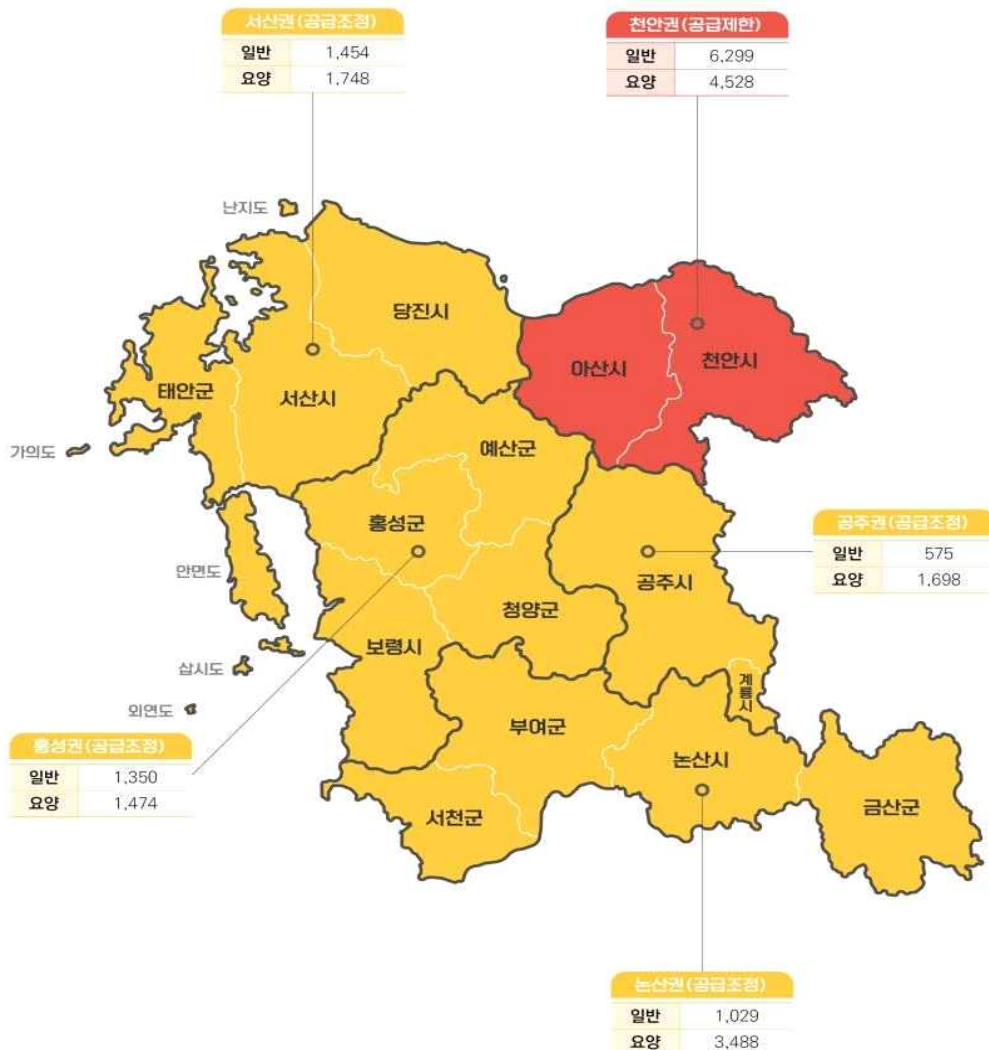 서산권(공급조정)
일반 1,454
요양 1,748
천안권(공급제한)
일반 6,299
요양 4,528
난지도
당진시
아산시
천안시
태안군
서산시
가의도
예산군
홍성군
공주권(공급조정)
일반 575
요양 1,698
안면도
공주시
청양군
보령시
삽시도
계룡시
외연도
부여군
논산시
홍성권(공급조정)
일반 1,350
요양 1,474
서천군
금산군
논산권(공급조정)
일반 1,029
요양 3,488